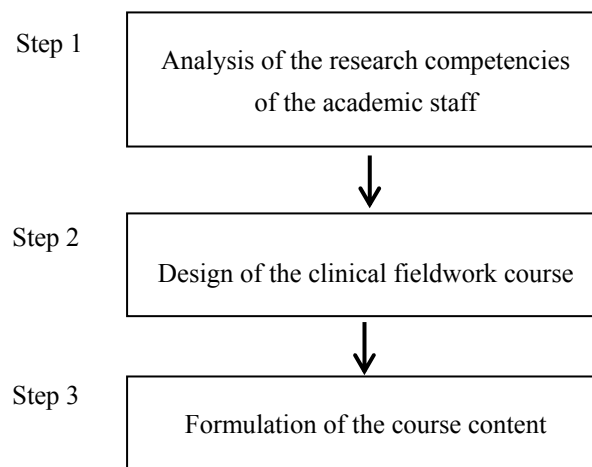 Step 1
Analysis of the research competencies
of the academic staff
Step 2
Design of the clinical fieldwork course
Step 3
Formulation of the course content